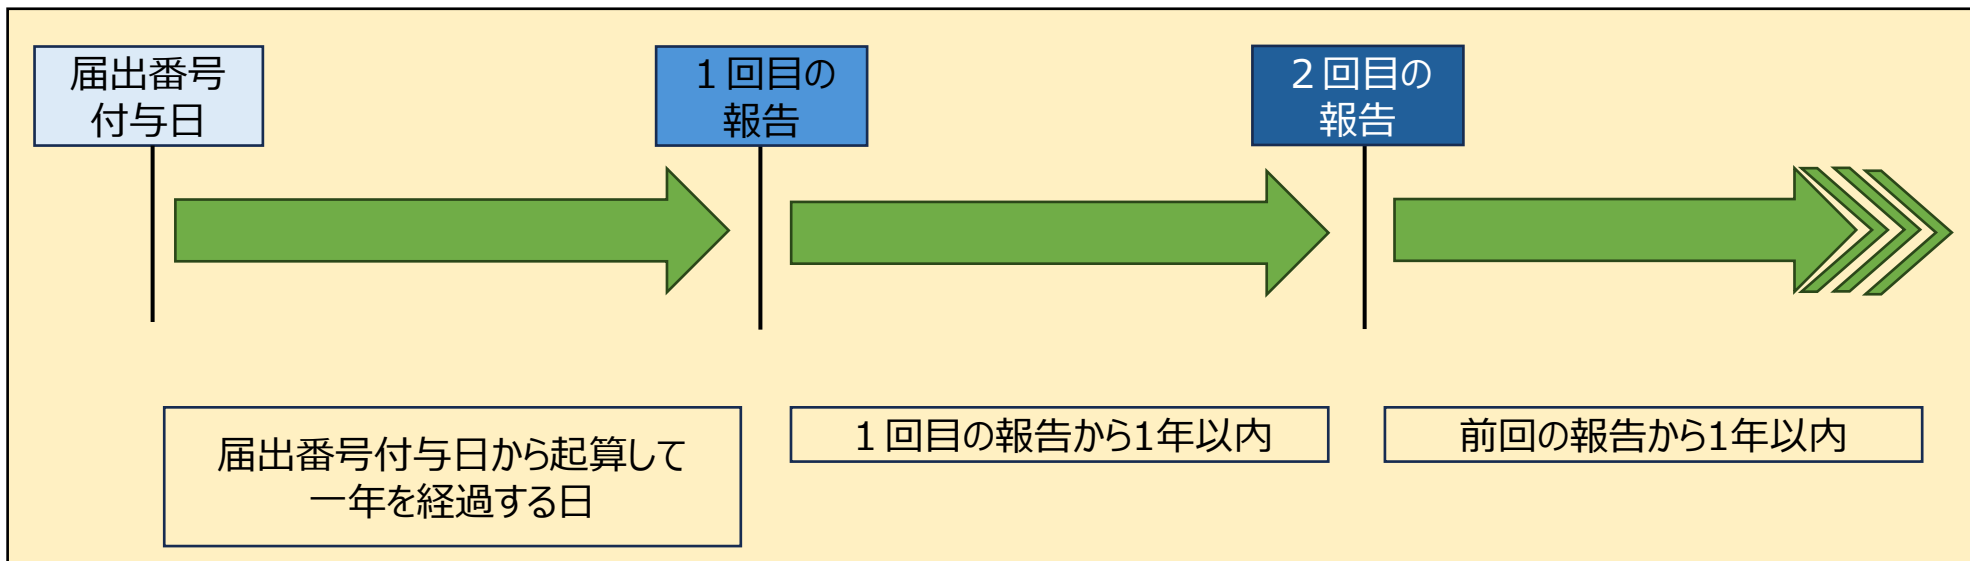 届出番号
付与日
１回目の
報告
２回目の
報告
届出番号付与日から起算して
一年を経過する日
１回目の報告から1年以内
前回の報告から1年以内